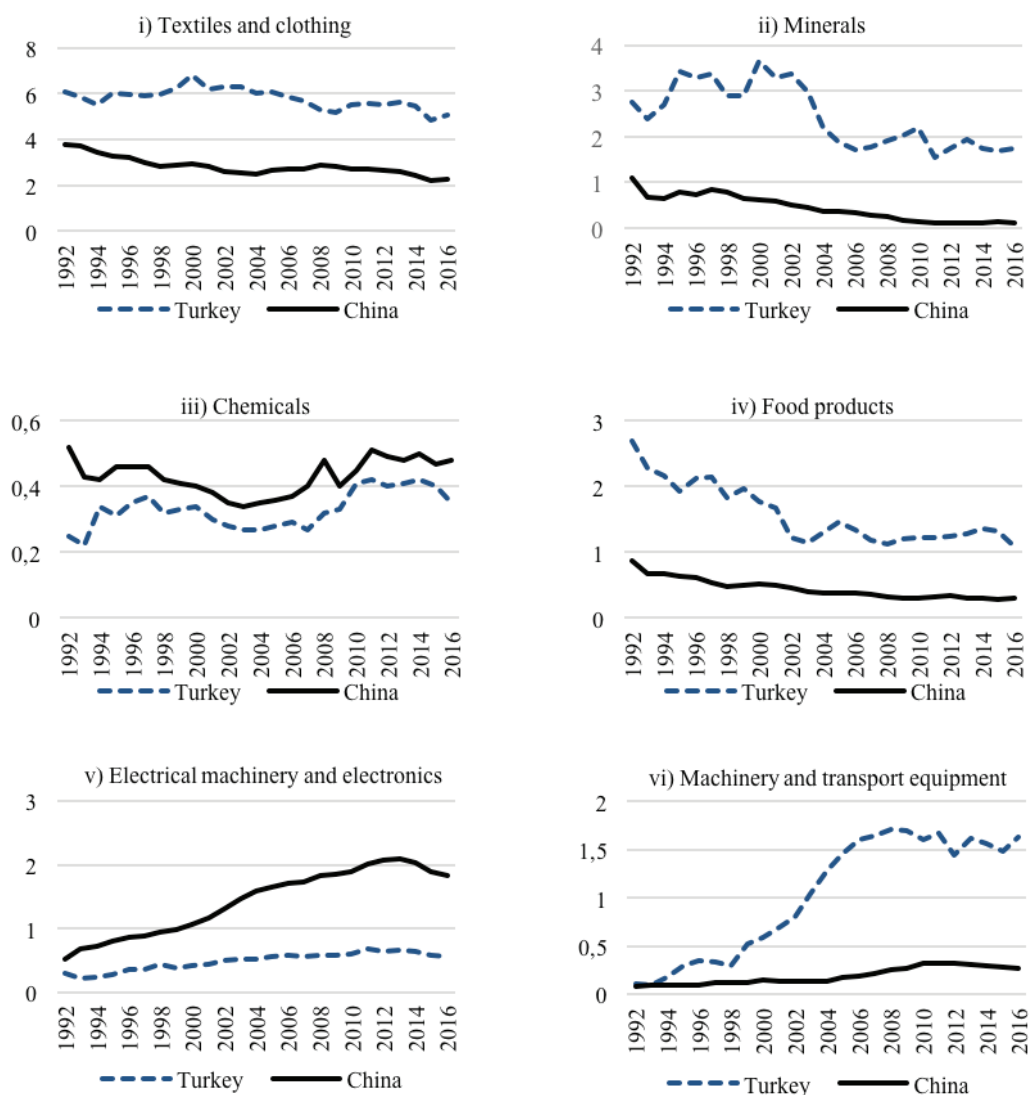 i) Textiles and clothing
8
6
4
2
0
1992 1994 1996 1998 2000 2002 2004 2006 2008 2010 2012 2014 2016
Turkey China
ii) Minerals
4
3
2
1
0
1992 1994 1996 1998 2000 2002 2004 2006 2008 2010 2012 2014 2016
Turkey China
iii) Chemicals
0,6
0,4
0,2
0
1992 1994 1996 1998 2000 2002 2004 2006 2008 2010 2012 2014 2016
Turkey China
iv) Food products
3
2
1
0
1992 1994 1996 1998 2000 2002 2004 2006 2008 2010 2012 2014 2016
Turkey China
v) Electrical machinery and electronics
3
2
1
0
1992 1994 1996 1998 2000 2002 2004 2006 2008 2010 2012 2014 2016
Turkey China
vi) Machinery and transport equipment
2
1,5
1
0,5
0
1992 1994 1996 1998 2000 2002 2004 2006 2008 2010 2012 2014 2016
Turkey China